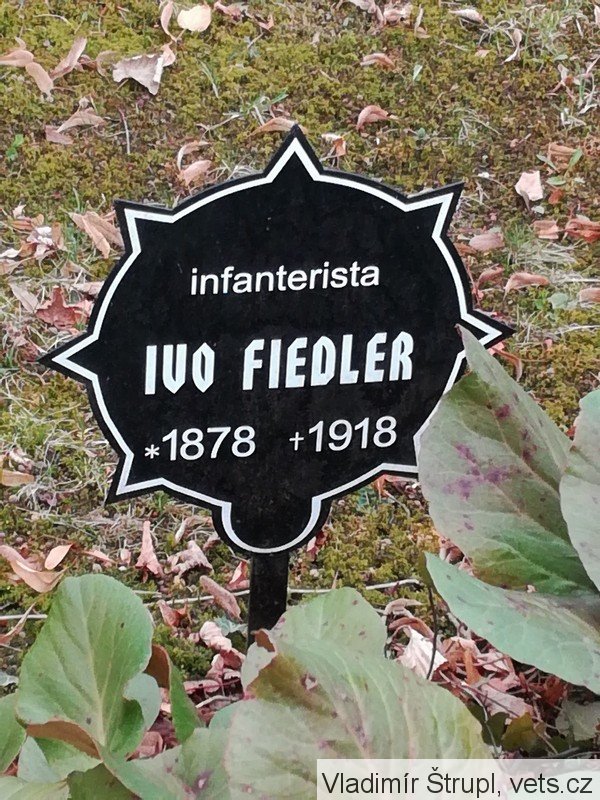 infanterista
IVO FIEDLER
*1878 †1918
Vladimír Štrupl, vets.cz